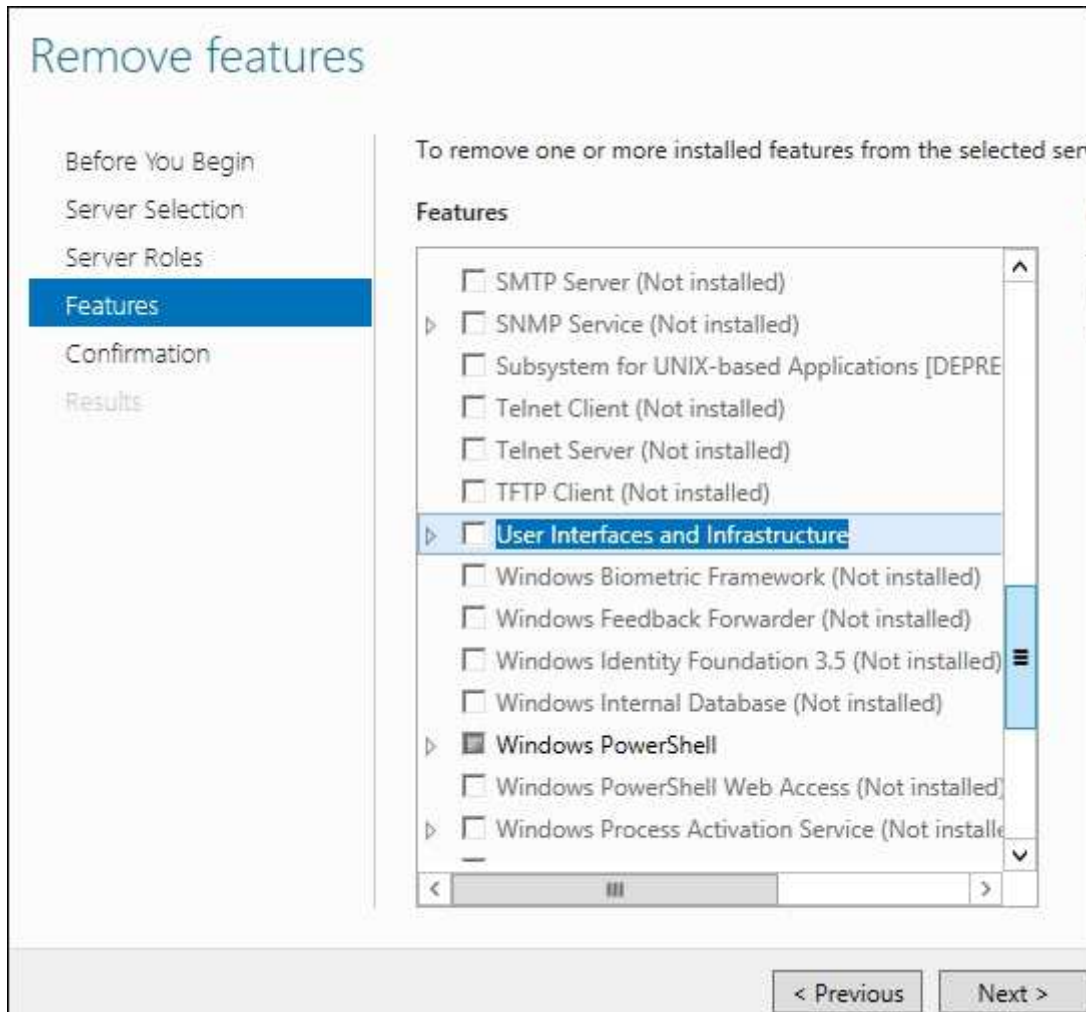 Remove features
Before You Begin
Server Selection
Server Roles
Features
Confirmation
Results
To remove one or more installed features from the selected ser
Features
SMTP Server (Not installed)
SNMP Service (Not installed)
Subsystem for UNIX-based Applications [DEPRE
Telnet Client (Not installed)
Telnet Server (Not installed)
TFTP Client (Not installed)
User Interfaces and Infrastructure
Windows Biometric Framework (Not installed)
Windows Feedback Forwarder (Not installed)
Windows Identity Foundation 3.5 (Not installed)
Windows Internal Database (Not installed)
Windows PowerShell
Windows PowerShell Web Access (Not installed)
Windows Process Activation Service (Not installe
< Previous
Next >